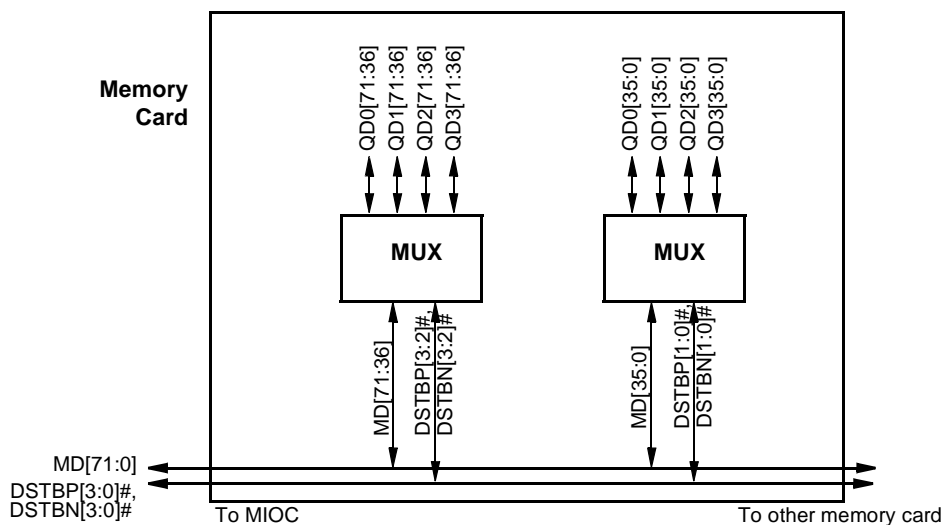 Memory
Card
QD0[71:36]
QD1[71:36]
QD2[71:36]
QD3[71:36]
QD0[35:0]
QD1[35:0]
QD2[35:0]
QD3[35:0]
MUX
MUX
MD[71:36]
DSTBP[3:2]#,
DSTBN[3:2]#
MD[35:0]
DSTBP[1:0]#,
DSTBN[1:0]#
MD[71:0]
DSTBP[3:0]#,
DSTBN[3:0]#
To MIOC
To other memory card